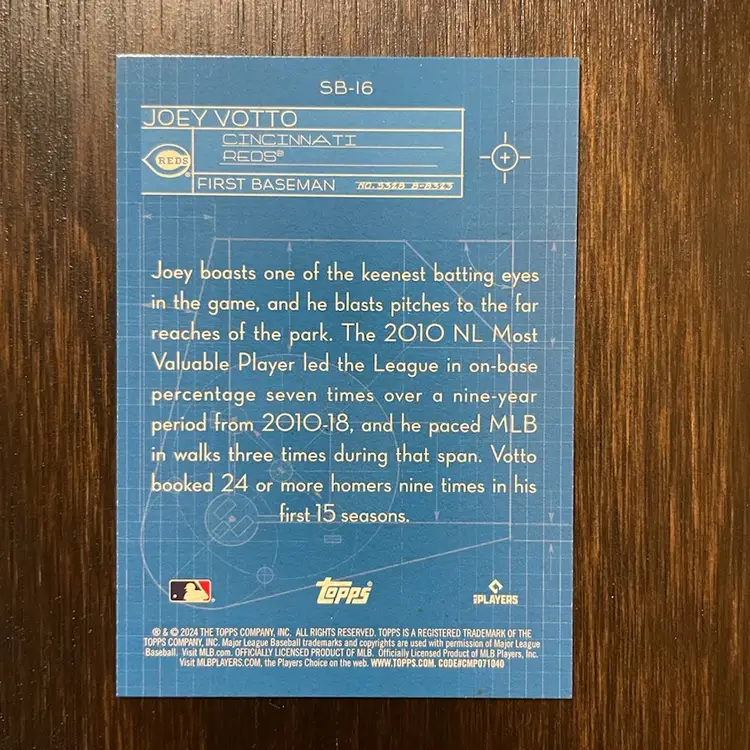 SB-16
JOEY VOTTO
CINCINNATI
REDS®
REDS
FIRST BASEMAN
Joey boasts one of the keenest batting eyes
in the game, and he blasts pitches to the far
reaches of the park. The 2010 NL Most
Valuable Player led the League in on-base
percentage seven times over a nine-year
period from 2010-18, and he paced MLB
in walks three times during that span. Votto
booked 24 or more homers nine times in his
first 15 seasons.
topps®
PLAYERS
® & © 2024 THE TOPPS COMPANY, INC. ALL RIGHTS RESERVED. TOPPS IS A REGISTERED TRADEMARK OF THE
TOPPS COMPANY, INC. Major League Baseball trademarks and copyrights are used with permission of Major League
Baseball. Visit MLB.com. OFFICIALLY LICENSED PRODUCT OF MLB. Officially Licensed Product of MLB Players, Inc.
Visit MLBPLAYERS.COM, the Players Choice on the web. WWW.TOPPS.COM. CODE#CMP071040